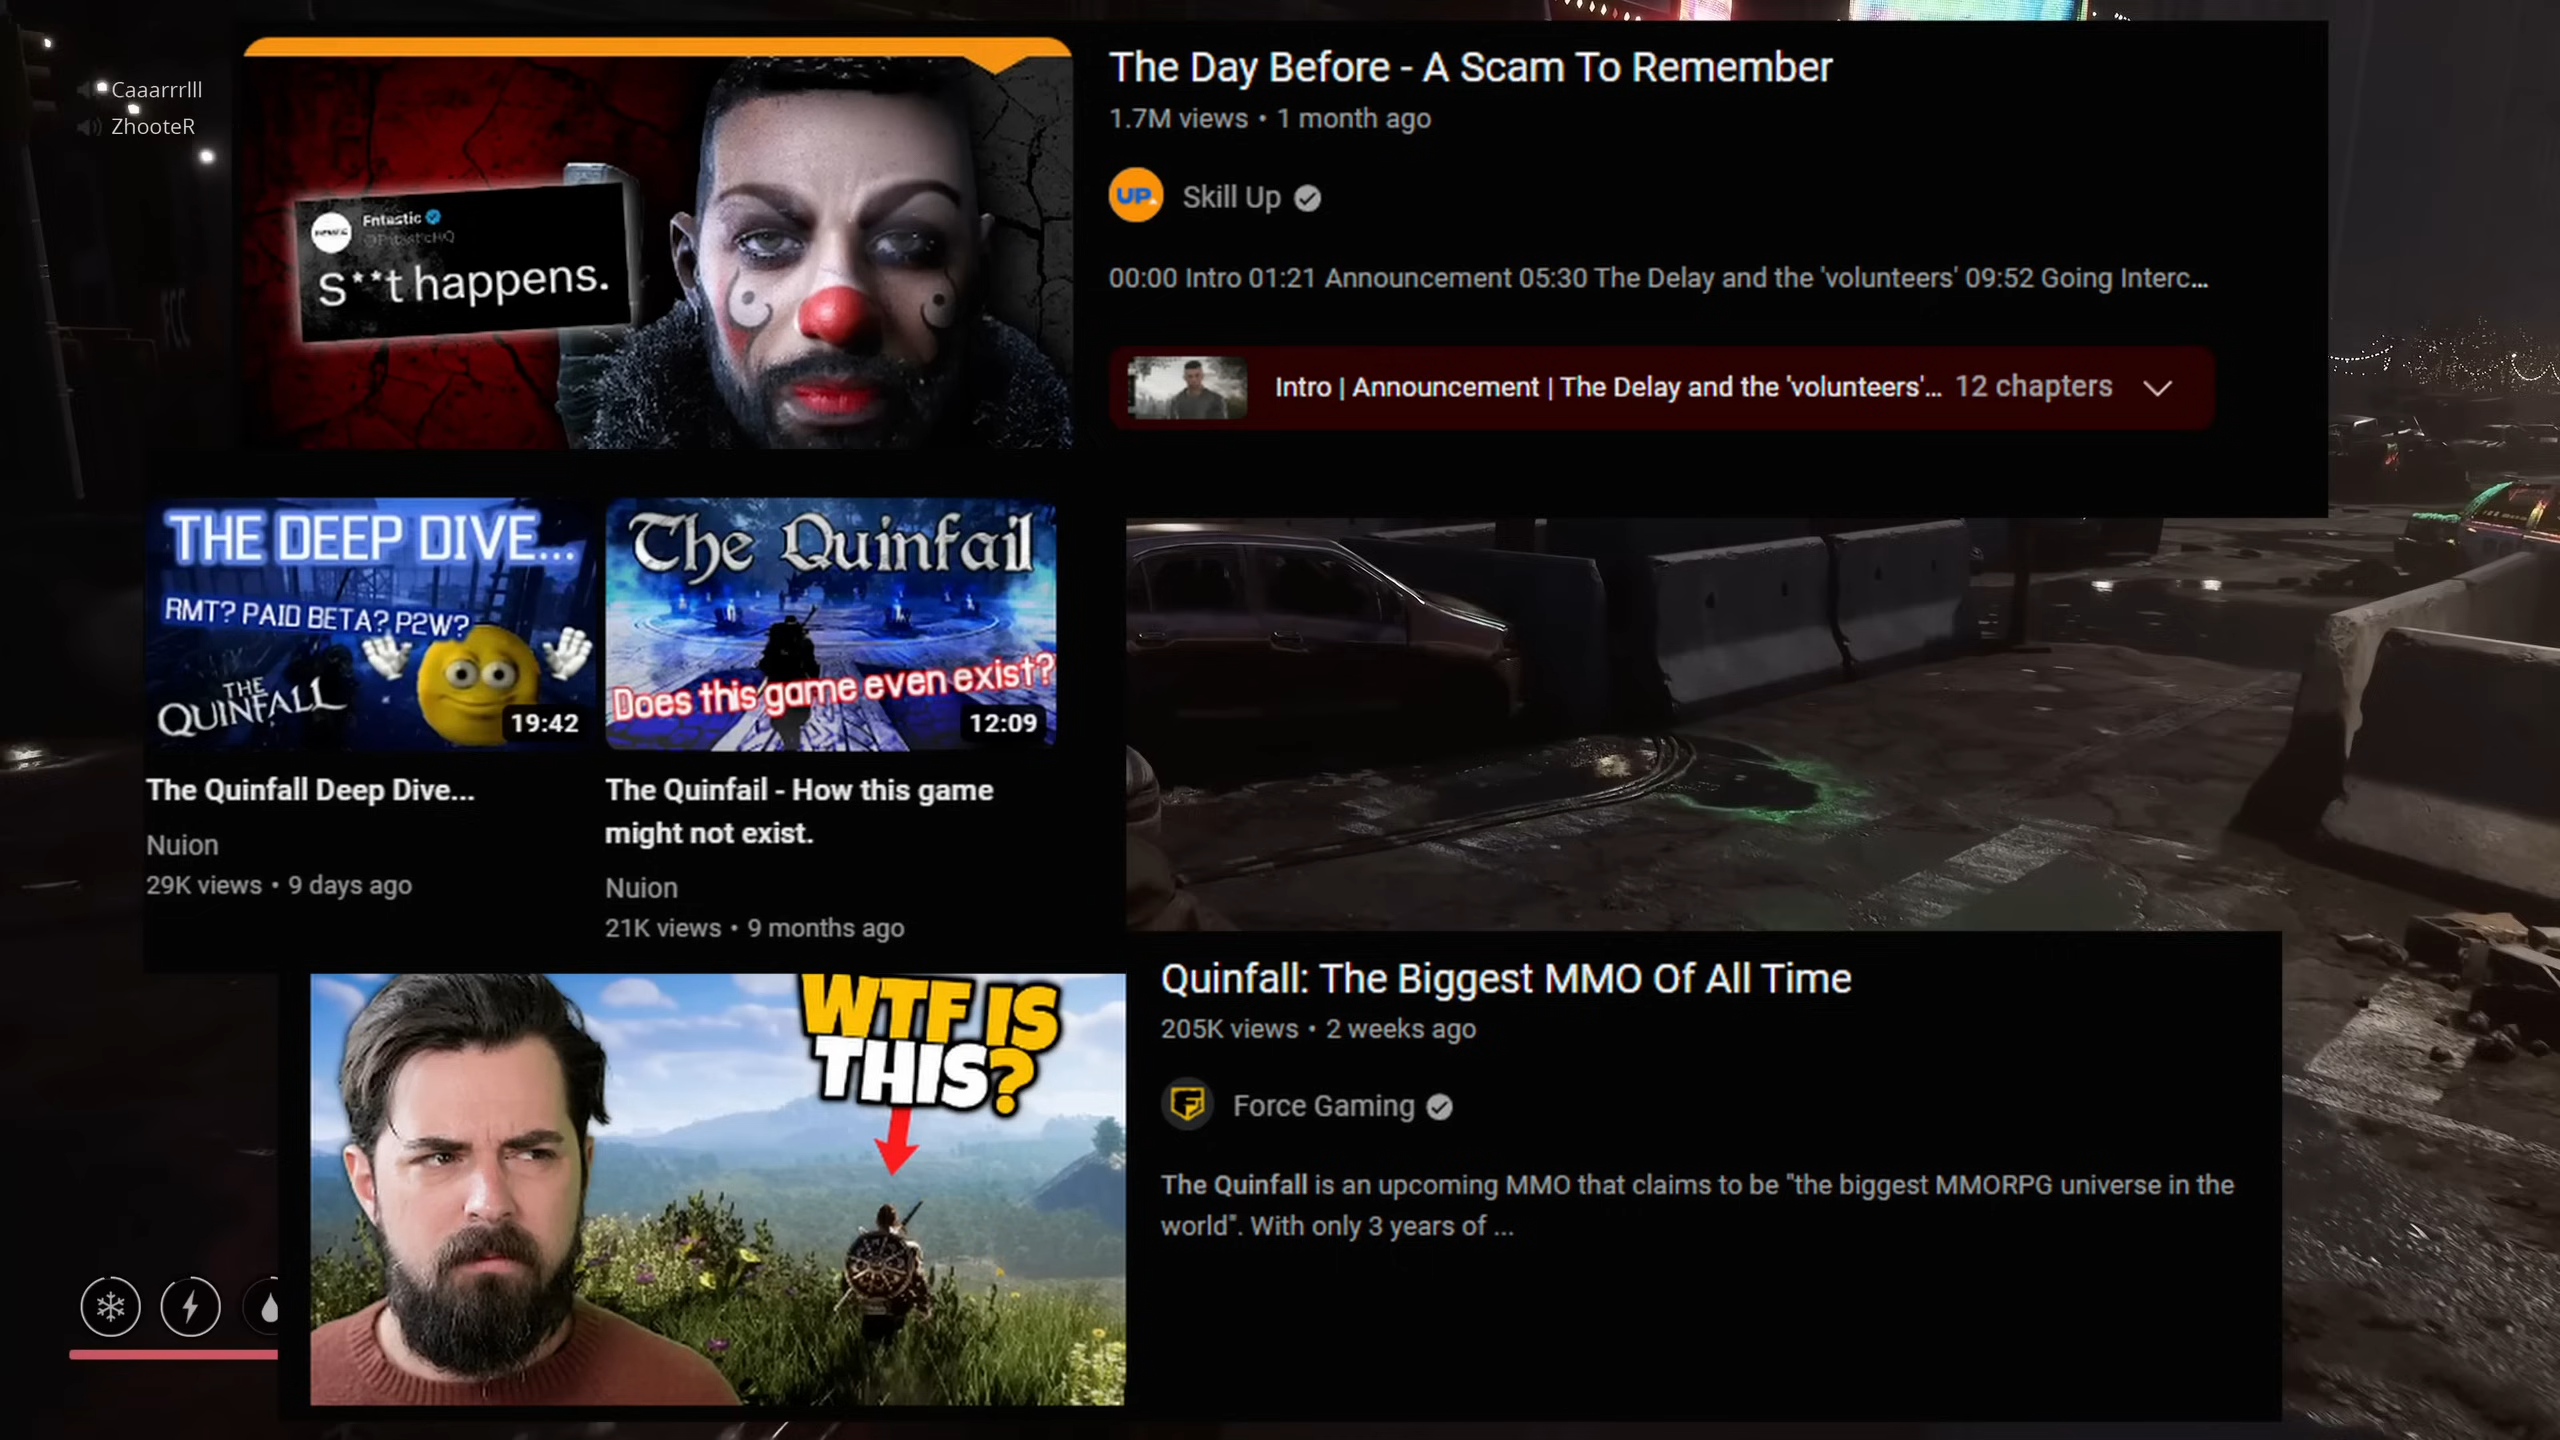 Caaarrrlll
ZhooteR
Fntastic
@FntasticHQ
S**t happens.
The Day Before - A Scam To Remember
1.7M views • 1 month ago
UP.
Skill Up
00:00 Intro 01:21 Announcement 05:30 The Delay and the 'volunteers' 09:52 Going Interc...
Intro | Announcement | The Delay and the 'volunteers'... 12 chapters
THE DEEP DIVE...
RMT? PAID BETA? P2W?
THE
QUINFALL
19:42
The Quinfall Deep Dive...
Nuion
29K views • 9 days ago
The Quinfail
Does this game even exist?
12:09
The Quinfail - How this game
might not exist.
Nuion
21K views • 9 months ago
WTF IS
THIS?
Quinfall: The Biggest MMO Of All Time
205K views • 2 weeks ago
Force Gaming
The Quinfall is an upcoming MMO that claims to be "the biggest MMORPG universe in the
world". With only 3 years of ...